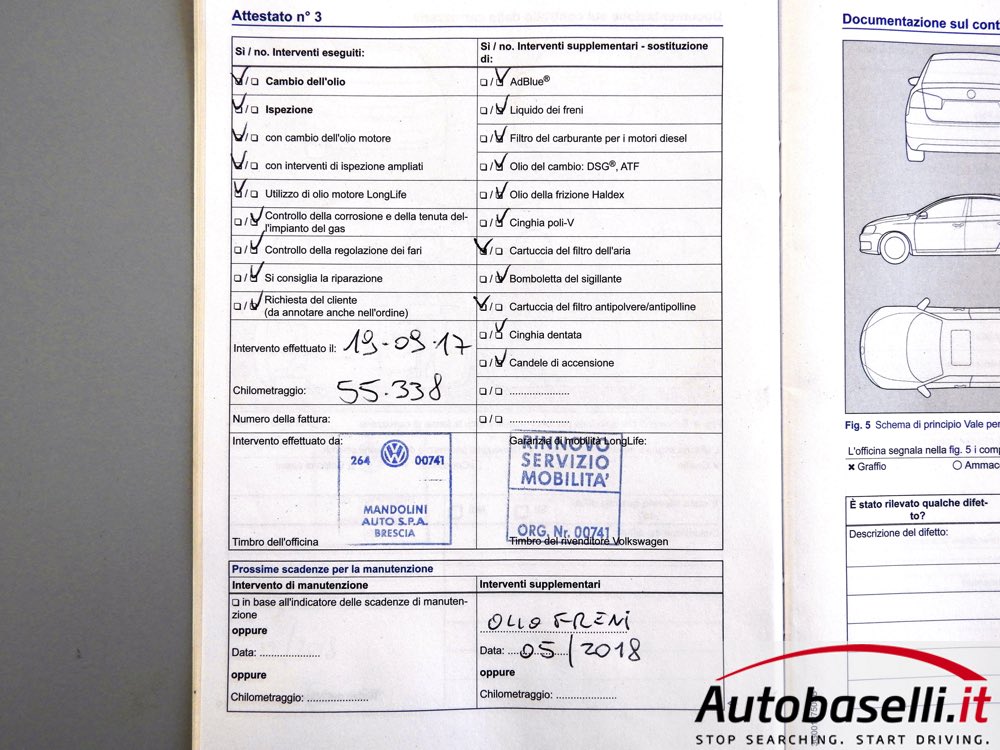 Attestato n° 3
Sì / no. Interventi eseguiti:
☑ / ☐ Cambio dell'olio
☑ / ☐ Ispezione
☑ / ☐ con cambio dell'olio motore
☑ / ☐ con interventi di ispezione ampliati
☑ / ☐ Utilizzo di olio motore LongLife
☐ / ☑ Controllo della corrosione e della tenuta del-
l'impianto del gas
☐ / ☑ Controllo della regolazione dei fari
☐ / ☑ Si consiglia la riparazione
☐ / ☑ Richiesta del cliente
(da annotare anche nell'ordine)
Intervento effettuato il: 19-09-17
Chilometraggio: 55.338
Numero della fattura:
Intervento effettuato da:
264 00741
MANDOLINI
AUTO S.P.A.
BRESCIA
Timbro dell'officina
Sì / no. Interventi supplementari - sostituzione
di:
☐ / ☑ AdBlue®
☐ / ☑ Liquido dei freni
☐ / ☑ Filtro del carburante per i motori diesel
☐ / ☑ Olio del cambio: DSG®, ATF
☐ / ☑ Olio della frizione Haldex
☐ / ☑ Cinghia poli-V
☑ / ☐ Cartuccia del filtro dell'aria
☐ / ☑ Bomboletta del sigillante
☑ / ☐ Cartuccia del filtro antipolvere/antipolline
☐ / ☑ Cinghia dentata
☐ / ☑ Candele di accensione
☐ / ☐ .....................
☐ / ☐ .....................
Garanzia di mobilità LongLife:
RINNOVO
SERVIZIO
MOBILITA'
ORG. Nr. 00741
Timbro del rivenditore Volkswagen
Prossime scadenze per la manutenzione
Intervento di manutenzione
☐ in base all'indicatore delle scadenze di manuten-
zione
oppure
Data: .....................
oppure
Chilometraggio: .....................
Interventi supplementari
OLIO FRENI
Data: 05/2018
oppure
Chilometraggio: .....................
Documentazione sul cont
Fig. 5 Schema di principio Vale per
L'officina segnala nella fig. 5 i comp
× Graffio ○ Ammac
È stato rilevato qualche difet-
to?
Descrizione del difetto:
Autobaselli.it
STOP SEARCHING. START DRIVING.